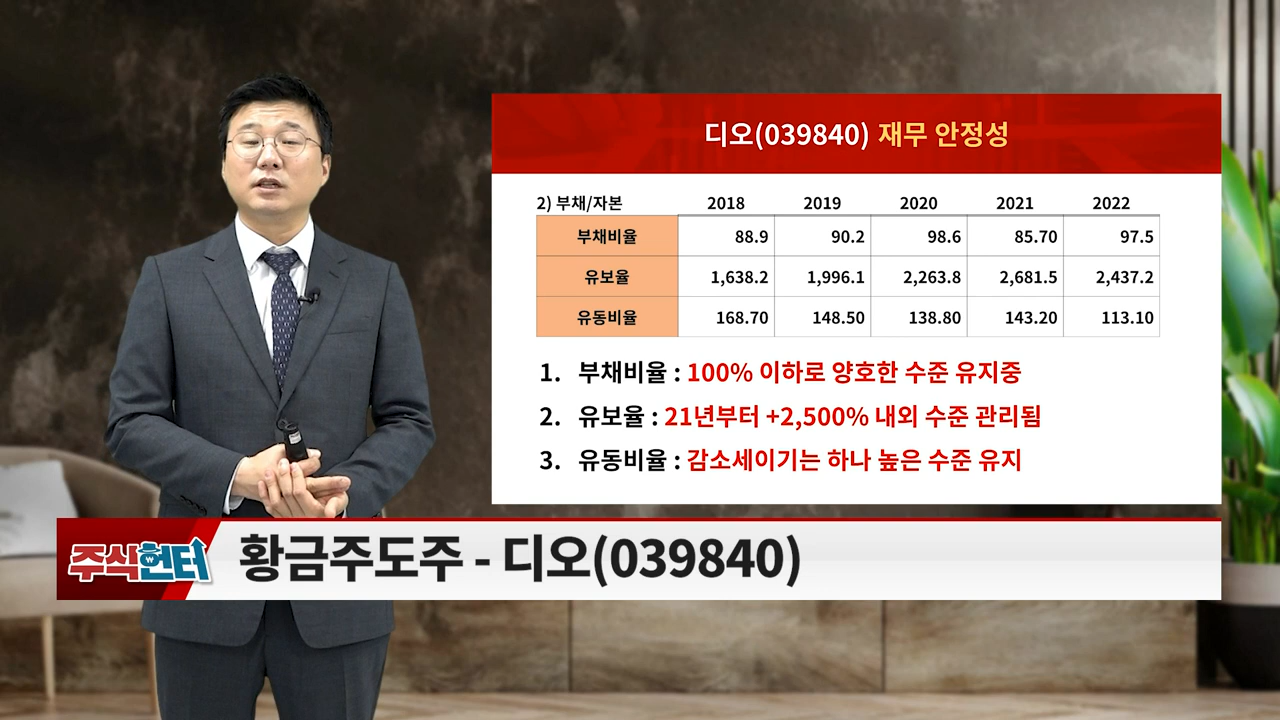 디오(039840) 재무 안정성
2) 부채/자본 2018 2019 2020 2021 2022
부채비율 88.9 90.2 98.6 85.70 97.5
유보율 1,638.2 1,996.1 2,263.8 2,681.5 2,437.2
유동비율 168.70 148.50 138.80 143.20 113.10
1. 부채비율 : 100% 이하로 양호한 수준 유지중
2. 유보율 : 21년부터 +2,500% 내외 수준 관리됨
3. 유동비율 : 감소세이기는 하나 높은 수준 유지
주식헌터 황금주도주 - 디오(039840)